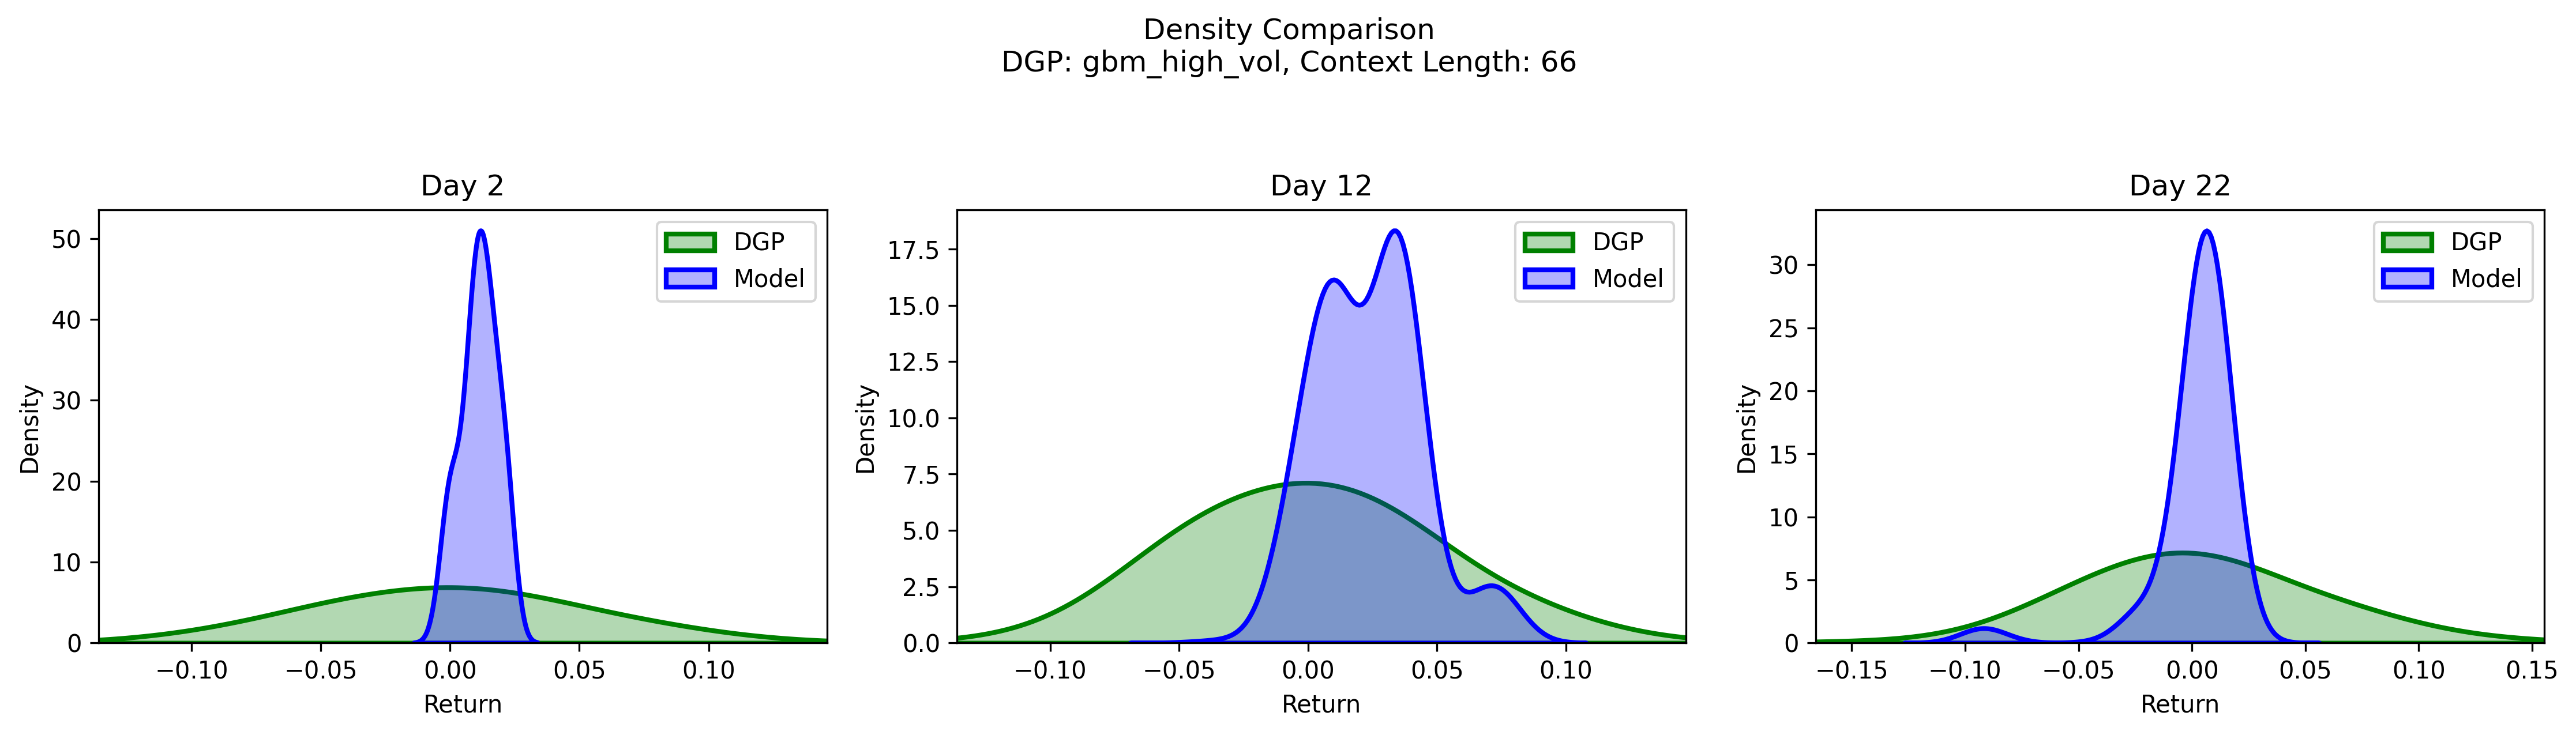 Density Comparison
DGP: gbm_high_vol, Context Length: 66
Day 2
50
40
30
20
10
0
Density
−0.10
−0.05
0.00
0.05
0.10
Return
DGP
Model
Day 12
17.5
15.0
12.5
10.0
7.5
5.0
2.5
0.0
Density
−0.10
−0.05
0.00
0.05
0.10
Return
DGP
Model
Day 22
30
25
20
15
10
5
0
Density
−0.15
−0.10
−0.05
0.00
0.05
0.10
0.15
Return
DGP
Model